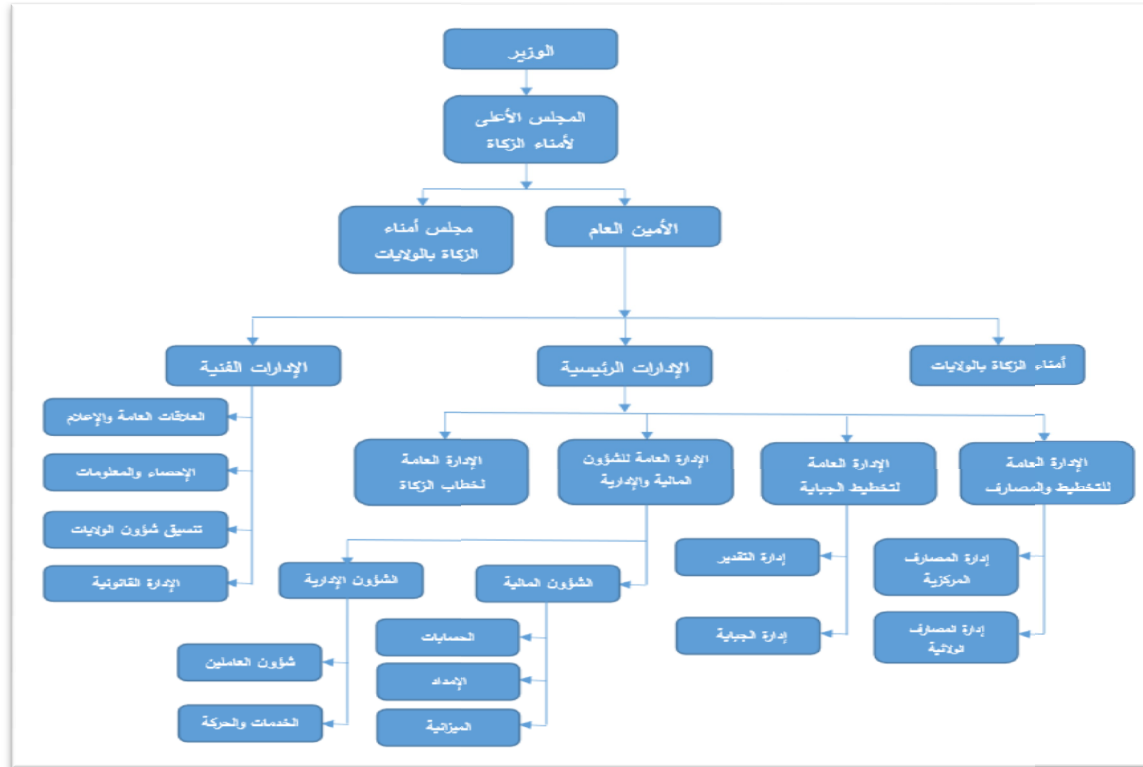 الوزير
المجلس الأعلى
لأمناء الزكاة
الأمين العام
مجلس أمناء
الزكاة بالولايات
أمناء الزكاة بالولايات
الإدارات الرئيسية
الإدارات الفنية
الإدارة العامة
للتخطيط والمصارف
الإدارة العامة
لتخطيط الجباية
الإدارة العامة للشؤون
المالية والإدارية
الإدارة العامة
لخطاب الزكاة
العلاقات العامة والإعلام
الإحصاء والمعلومات
تنسيق شؤون الولايات
الإدارة القانونية
إدارة المصارف
المركزية
إدارة المصارف
الولائية
إدارة التقدير
إدارة الجباية
الشؤون المالية
الشؤون الإدارية
الحسابات
الإمداد
الميزانية
شؤون العاملين
الخدمات والحركة